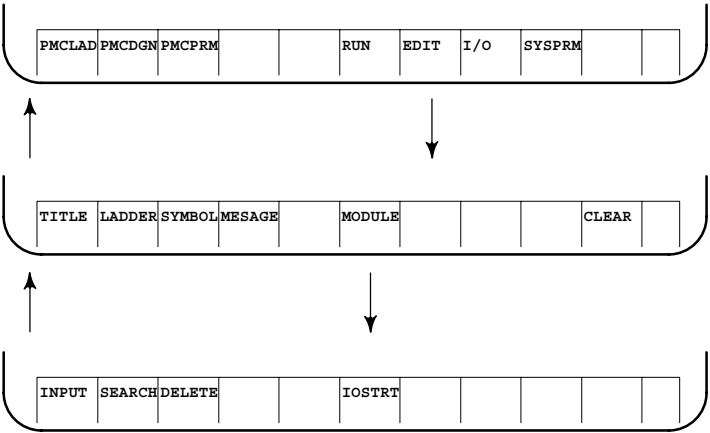 PMCLAD PMCDGN PMCPRM RUN EDIT I/O SYSPRM
TITLE LADDER SYMBOL MESAGE MODULE CLEAR
INPUT SEARCH DELETE IOSTRT